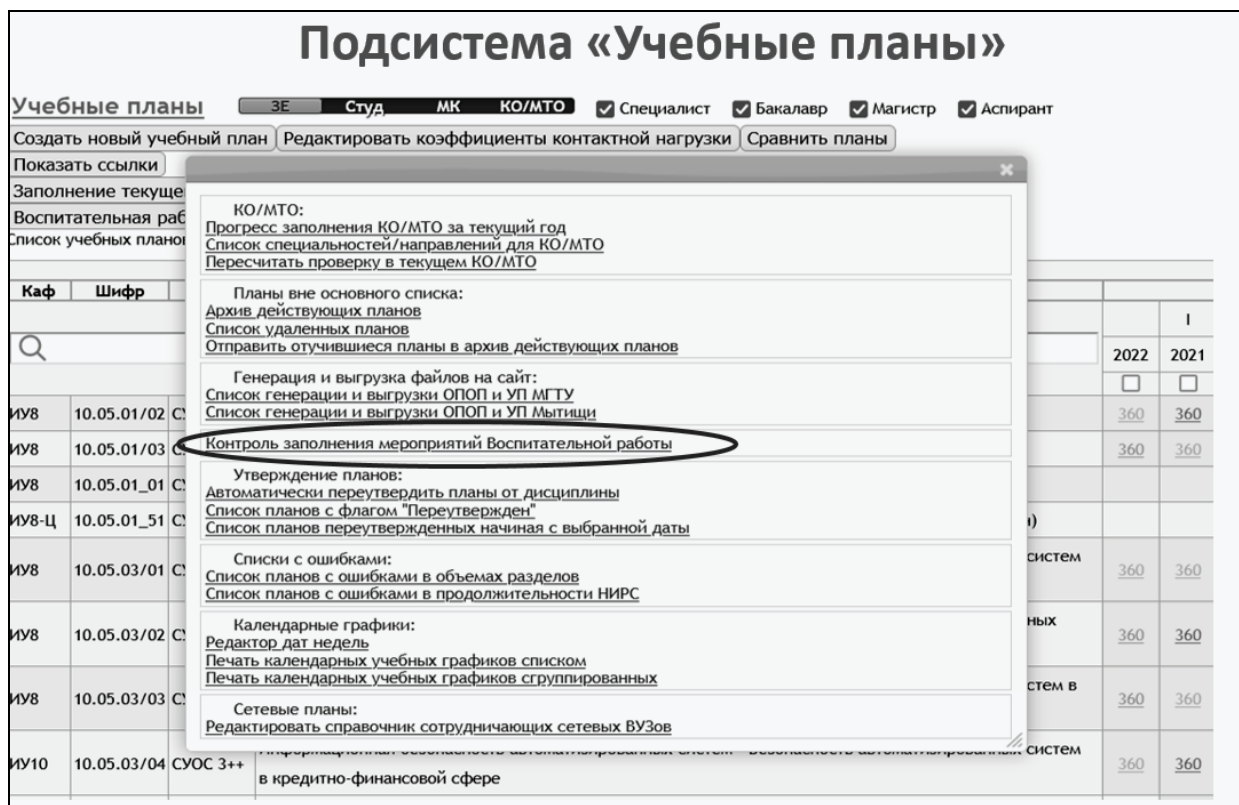 Подсистема «Учебные планы»
Учебные планы ЗЕ Студ МК КО/МТО Специалист Бакалавр Магистр Аспирант
Создать новый учебный план Редактировать коэффициенты контактной нагрузки Сравнить планы
Показать ссылки
Заполнение текуще
Воспитательная раб
Список учебных плано
КО/МТО:
Прогресс заполнения КО/МТО за текущий год
Список специальностей/направлений для КО/МТО
Пересчитать проверку в текущем КО/МТО
Планы вне основного списка:
Архив действующих планов
Список удаленных планов
Отправить отучившиеся планы в архив действующих планов
Генерация и выгрузка файлов на сайт:
Список генерации и выгрузки ОПОП и УП МГТУ
Список генерации и выгрузки ОПОП и УП Мытищи
Контроль заполнения мероприятий Воспитательной работы
Утверждение планов:
Автоматически переутвердить планы от дисциплины
Список планов с флагом "Переутвержден"
Список планов переутвержденных начиная с выбранной даты
Списки с ошибками:
Список планов с ошибками в объемах разделов
Список планов с ошибками в продолжительности НИРС
Календарные графики:
Редактор дат недель
Печать календарных учебных графиков списком
Печать календарных учебных графиков сгруппированных
Сетевые планы:
Редактировать справочник сотрудничающих сетевых ВУЗов
Каф Шифр
I
2022 2021
ИУ8 10.05.01/02 360 360
ИУ8 10.05.01/03 360 360
ИУ8 10.05.01_01
ИУ8-Ц 10.05.01_51
ИУ8 10.05.03/01 систем 360 360
ИУ8 10.05.03/02 ных 360 360
ИУ8 10.05.03/03 стем в 360 360
ИУ10 10.05.03/04 СУОС 3++ систем
в кредитно-финансовой сфере 360 360